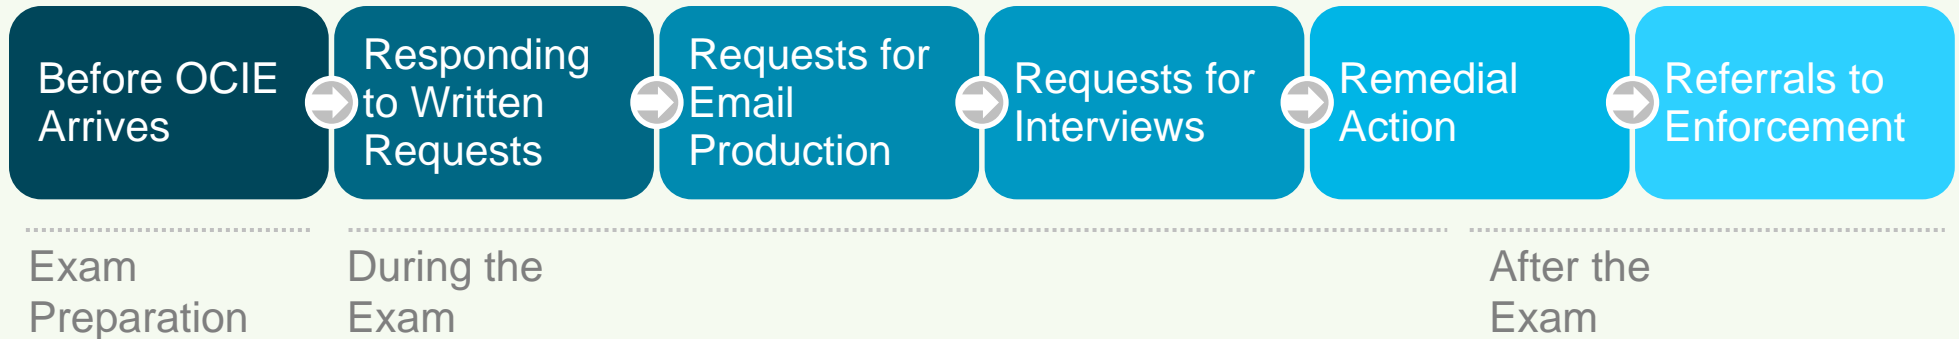 Before OCIE
Arrives
Responding
to Written
Requests
Requests for
Email
Production
Requests for
Interviews
Remedial
Action
Referrals to
Enforcement
Exam
Preparation
During the
Exam
After the
Exam